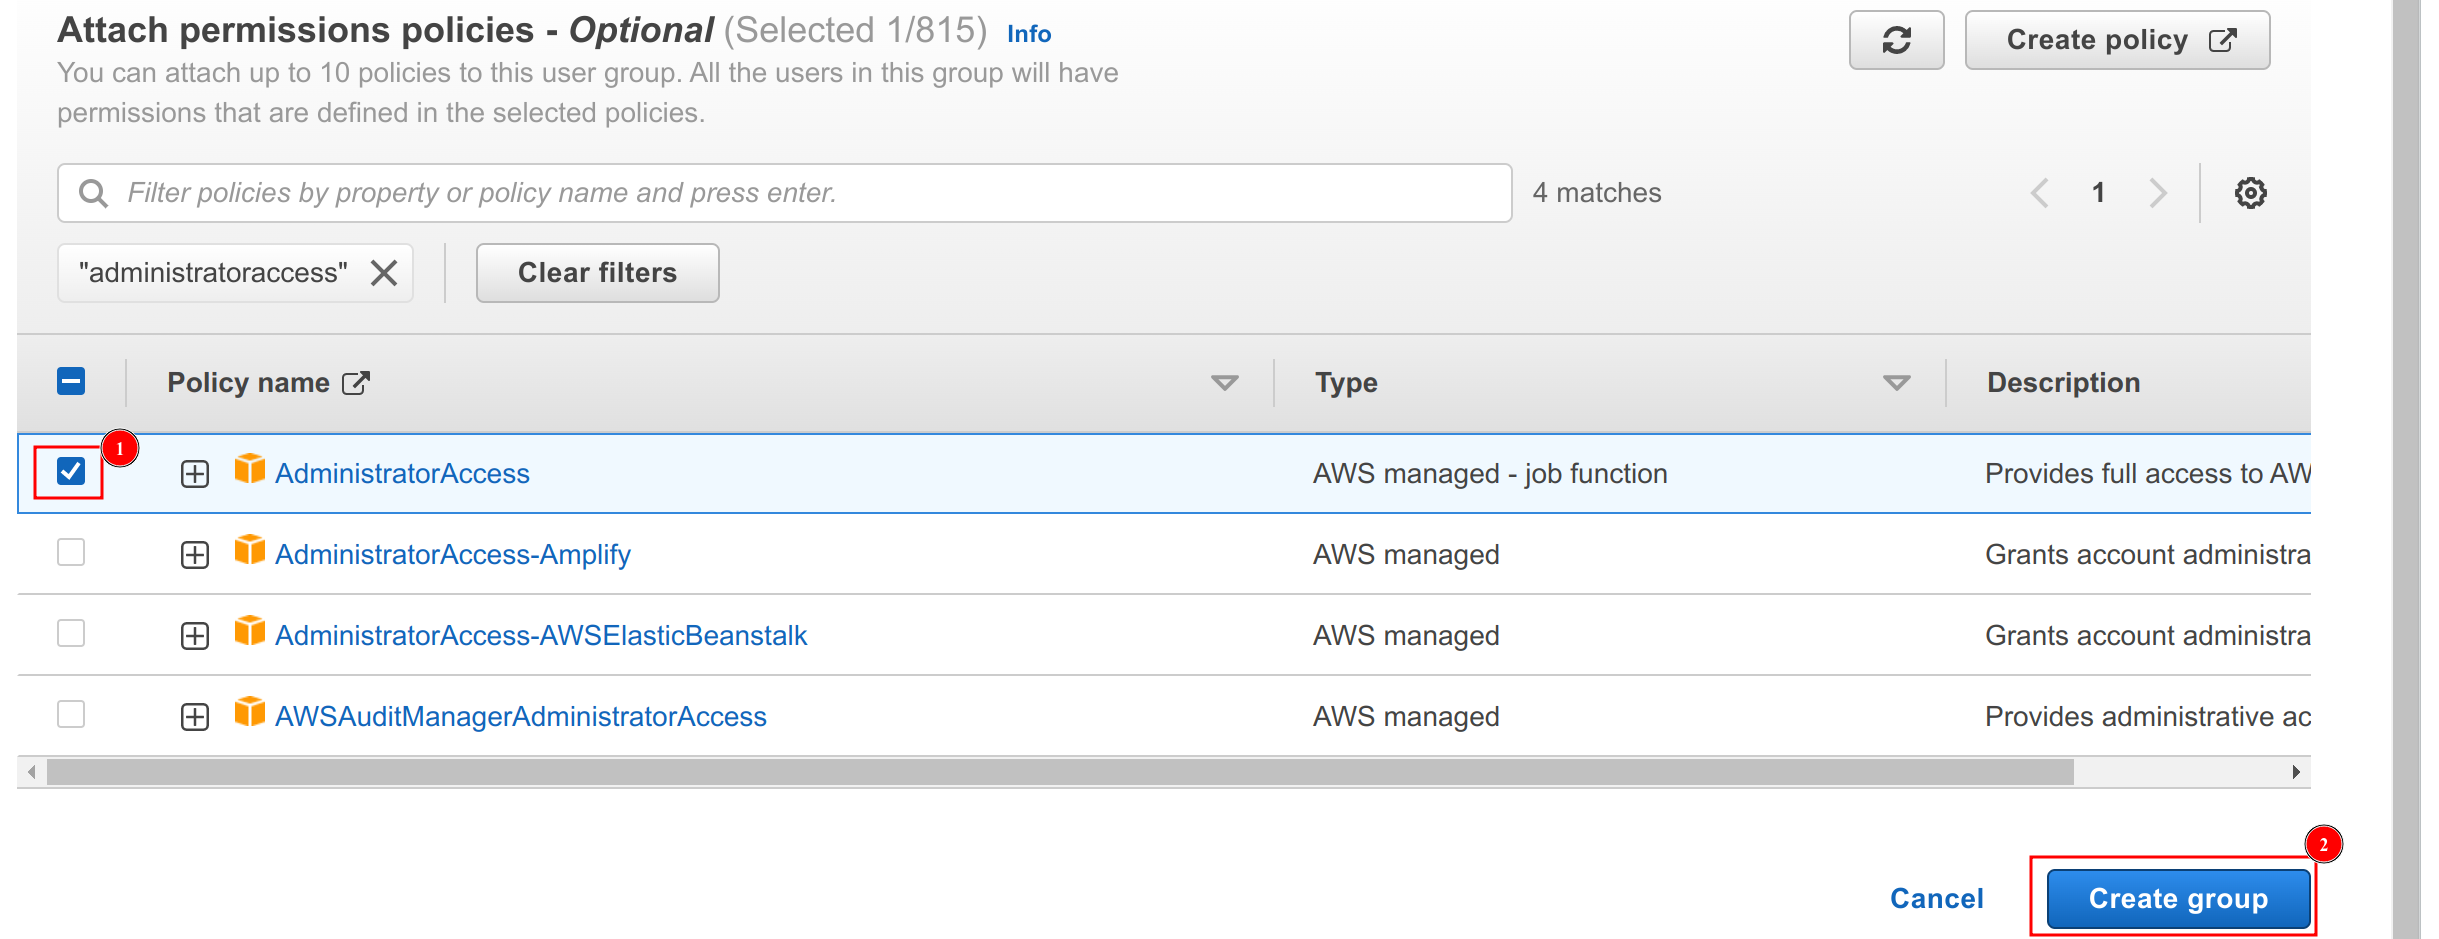 Attach permissions policies - Optional (Selected 1/815) Info
Create policy
You can attach up to 10 policies to this user group. All the users in this group will have
permissions that are defined in the selected policies.
Filter policies by property or policy name and press enter.
4 matches
1
"administratoraccess"
Clear filters
Policy name
Type
Description
1
AdministratorAccess
AWS managed - job function
Provides full access to AW
AdministratorAccess-Amplify
AWS managed
Grants account administra
AdministratorAccess-AWSElasticBeanstalk
AWS managed
Grants account administra
AWSAuditManagerAdministratorAccess
AWS managed
Provides administrative ac
2
Cancel
Create group